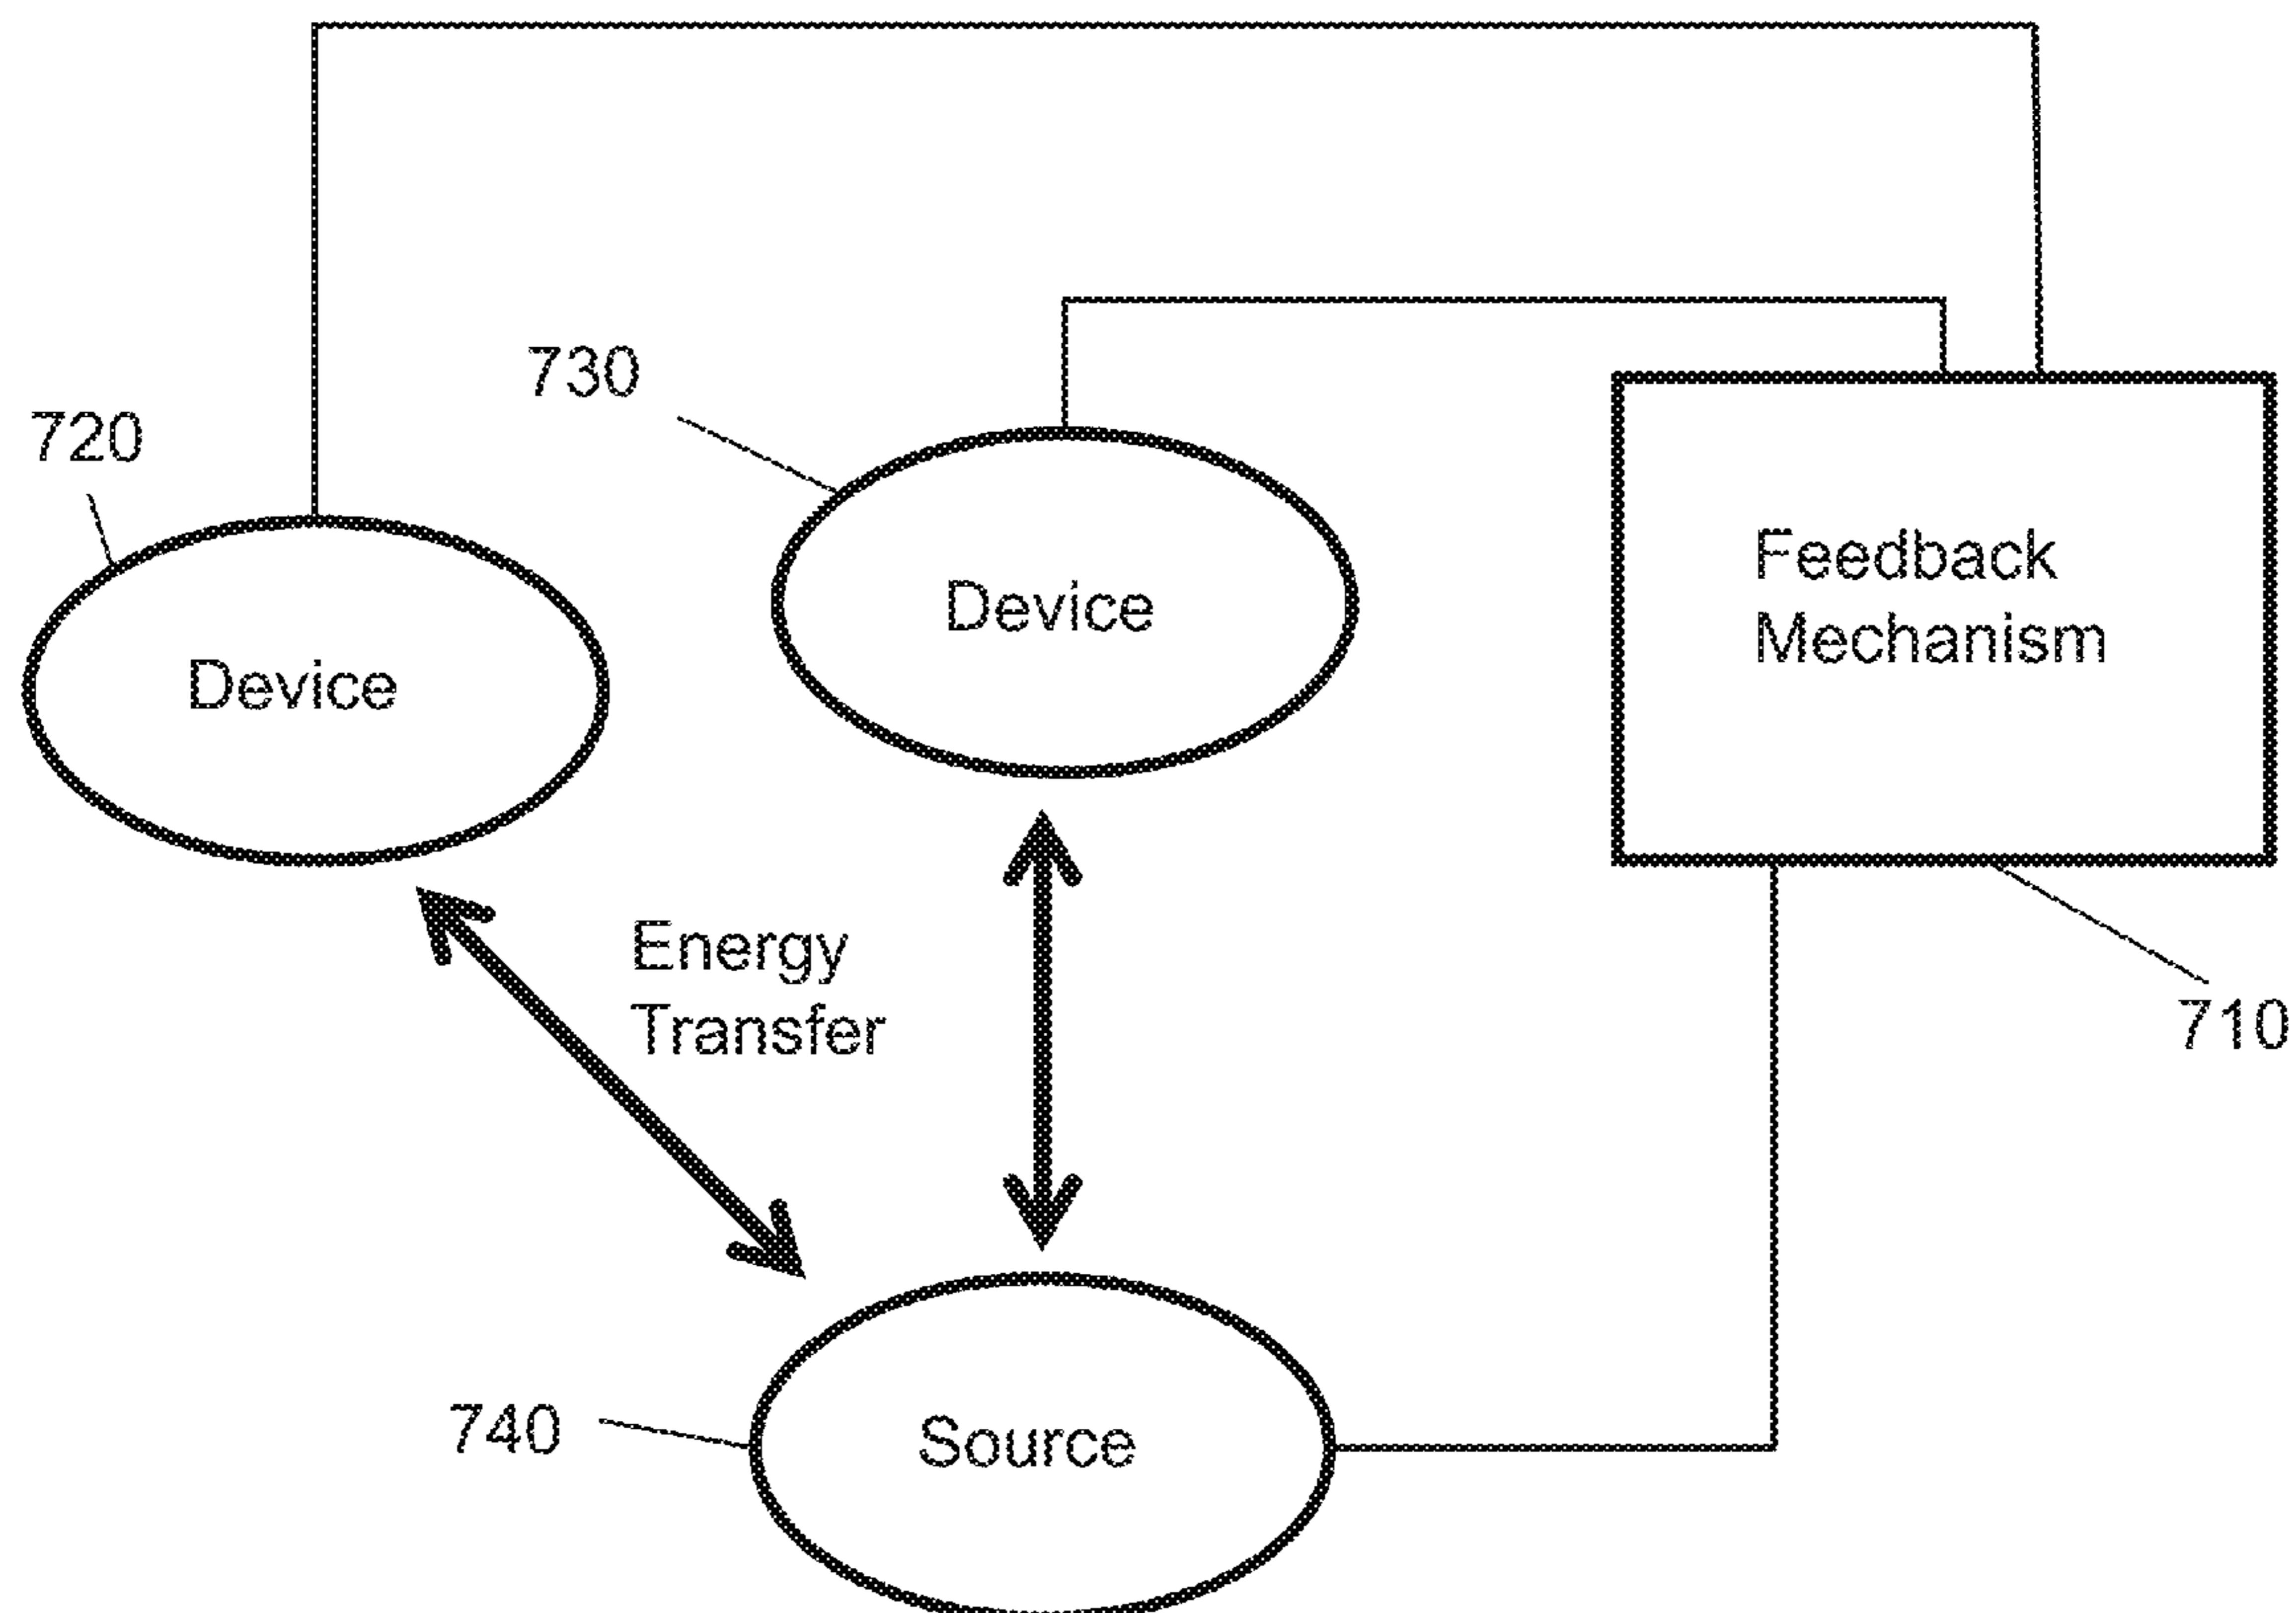 730
720
Feedback
Mechanism
Device
Device
Energy
Transfer
710
740
Source